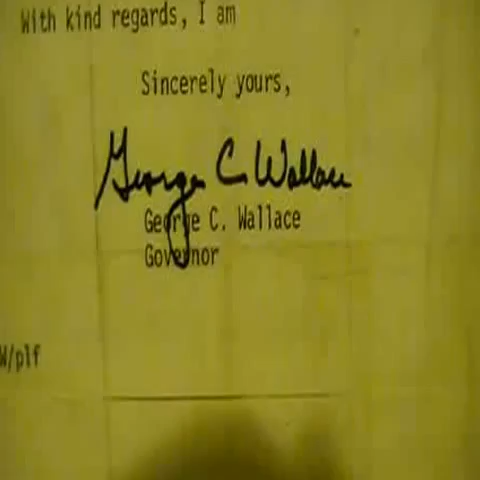 With kind regards, I am
Sincerely yours,
George C. Wallace
George C. Wallace
Governor
W/plf